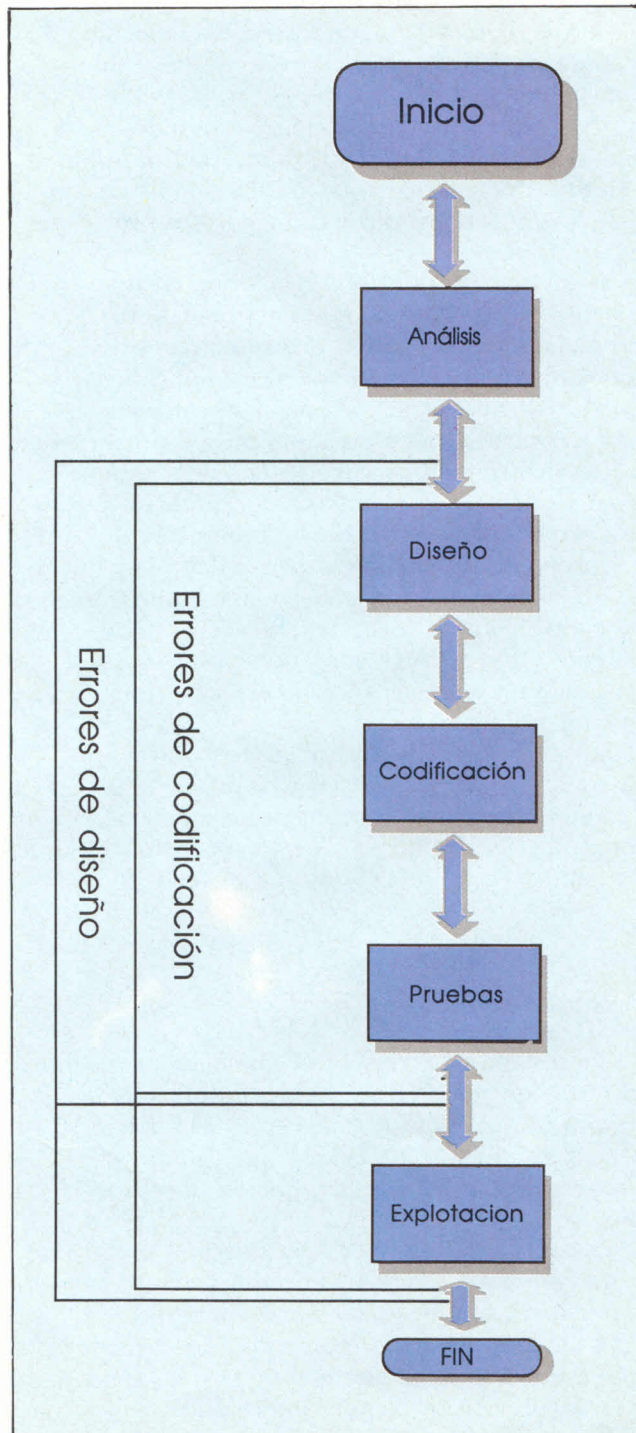 Inicio
Análisis
Diseño
Errores de codificación
Errores de diseño
Codificación
Pruebas
Explotacion
FIN